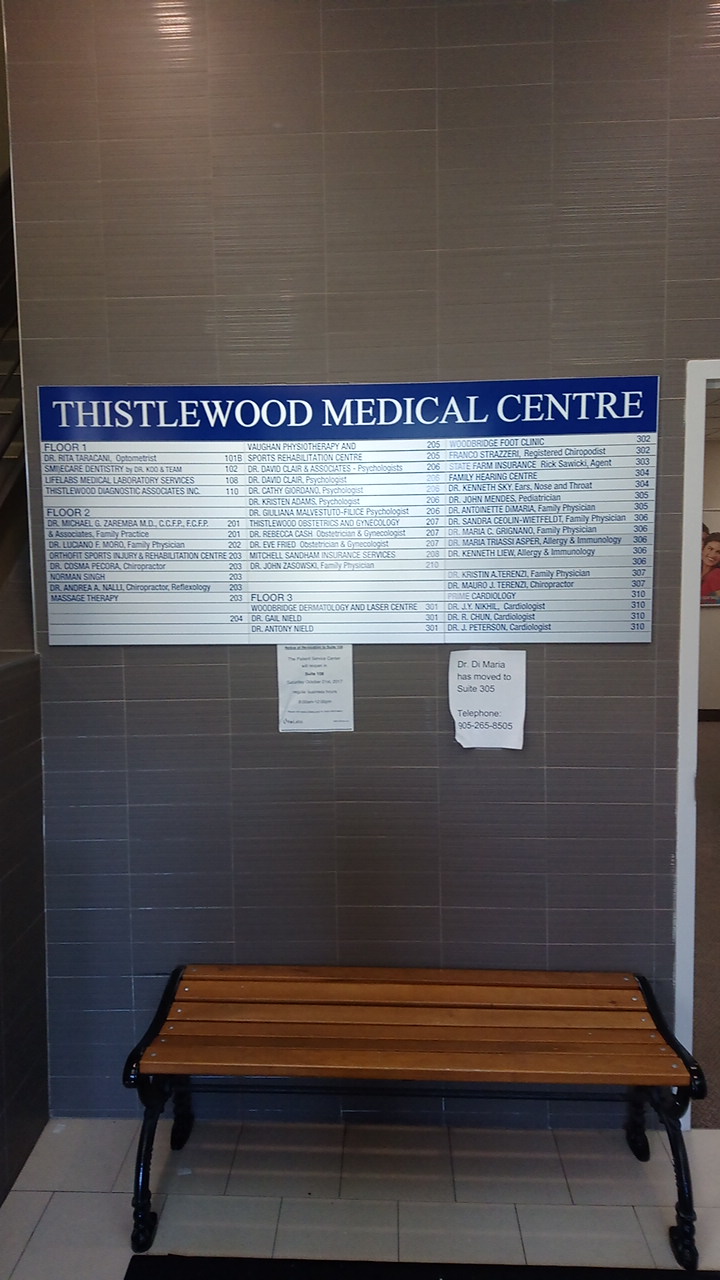 THISTLEWOOD MEDICAL CENTRE
FLOOR 1
DR. RITA TARACANI, Optometrist 101B
SMILECARE DENTISTRY by DR. KOO & TEAM 102
LIFELABS MEDICAL LABORATORY SERVICES 108
THISTLEWOOD DIAGNOSTIC ASSOCIATES INC. 110
FLOOR 2
DR. MICHAEL G. ZAREMBA M.D., C.C.F.P., F.C.F.P. 201
& Associates, Family Practice 201
DR. LUCIANO F. MORO, Family Physician 202
ORTHOFIT SPORTS INJURY & REHABILITATION CENTRE 203
DR. COSMA PECORA, Chiropractor 203
NORMAN SINGH 203
DR. ANDREA A. NALLI, Chiropractor, Reflexology 203
MASSAGE THERAPY 203
204
VAUGHAN PHYSIOTHERAPY AND 205
SPORTS REHABILITATION CENTRE 205
DR. DAVID CLAIR & ASSOCIATES - Psychologists 206
DR. DAVID CLAIR, Psychologist 206
DR. CATHY GIORDANO, Psychologist 206
DR. KRISTEN ADAMS, Psychologist 206
DR. GIULIANA MALVESTUTO-FILICE Psychologist 206
THISTLEWOOD OBSTETRICS AND GYNECOLOGY 207
DR. REBECCA CASH Obstetrician & Gynecologist 207
DR. EVE FRIED Obstetrician & Gynecologist 207
MITCHELL SANDHAM INSURANCE SERVICES 208
DR. JOHN ZASOWSKI, Family Physician 210
FLOOR 3
WOODBRIDGE DERMATOLOGY AND LASER CENTRE 301
DR. GAIL NIELD 301
DR. ANTONY NIELD 301
WOODBRIDGE FOOT CLINIC 302
FRANCO STRAZZERI, Registered Chiropodist 302
STATE FARM INSURANCE Rick Sawicki, Agent 303
FAMILY HEARING CENTRE 304
DR. KENNETH SKY, Ears, Nose and Throat 304
DR. JOHN MENDES, Pediatrician 305
DR. ANTOINETTE DiMARIA, Family Physician 305
DR. SANDRA CEOLIN-WIETFELDT, Family Physician 306
DR. MARIA C. GRIGNANO, Family Physician 306
DR. MARIA TRIASSI ASPER, Allergy & Immunology 306
DR. KENNETH LIEW, Allergy & Immunology 306
306
DR. KRISTIN A.TERENZI, Family Physician 307
DR. MAURO J. TERENZI, Chiropractor 307
PRIME CARDIOLOGY 310
DR. J.Y. NIKHIL, Cardiologist 310
DR. R. CHUN, Cardiologist 310
DR. J. PETERSON, Cardiologist 310
The Patient Service Center
will reopen in
Suite 108
Dr. Di Maria
has moved to
Suite 305
Telephone:
905-265-8505